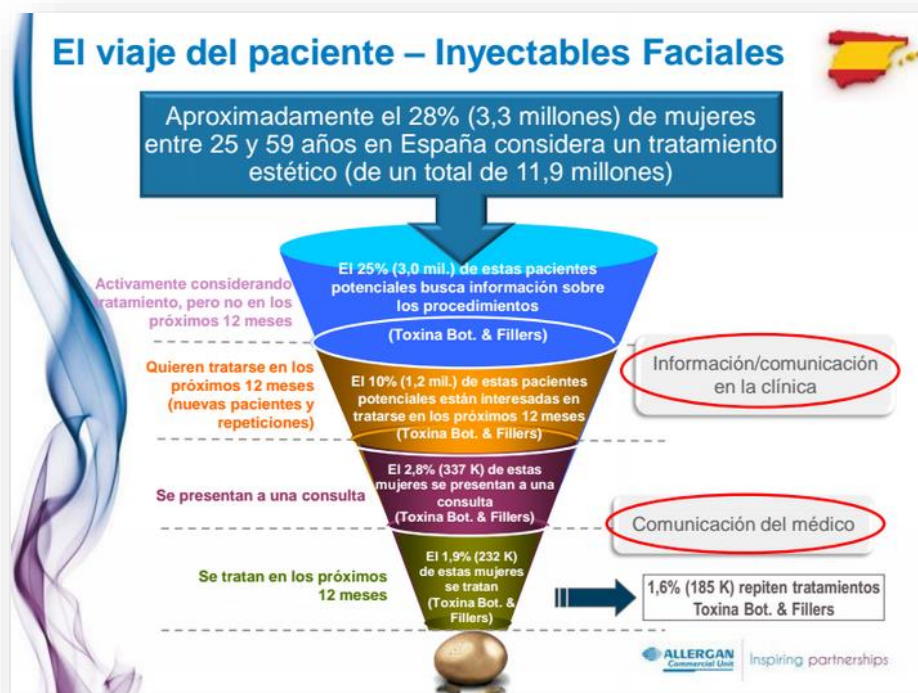 El viaje del paciente – Inyectables Faciales
Aproximadamente el 28% (3,3 millones) de mujeres
entre 25 y 59 años en España considera un tratamiento
estético (de un total de 11,9 millones)
Activamente considerando
tratamiento, pero no en los
próximos 12 meses
El 25% (3,0 mil.) de estas pacientes
potenciales busca información sobre
los procedimientos
(Toxina Bot. & Fillers)
Información/comunicación
en la clínica
Quieren tratarse en los
próximos 12 meses
(nuevas pacientes y
repeticiones)
El 10% (1,2 mil.) de estas pacientes
potenciales están interesadas en
tratarse en los próximos 12 meses
(Toxina Bot. & Fillers)
Se presentan a una consulta
El 2,8% (337 K) de estas
mujeres se presentan a una
consulta
(Toxina Bot. & Fillers)
Comunicación del médico
Se tratan en los próximos
12 meses
El 1,9% (232 K)
de estas mujeres
se tratan
(Toxina Bot. &
Fillers)
1,6% (185 K) repiten tratamientos
Toxina Bot. & Fillers
ALLERGAN
Commercial Unit
Inspiring partnerships